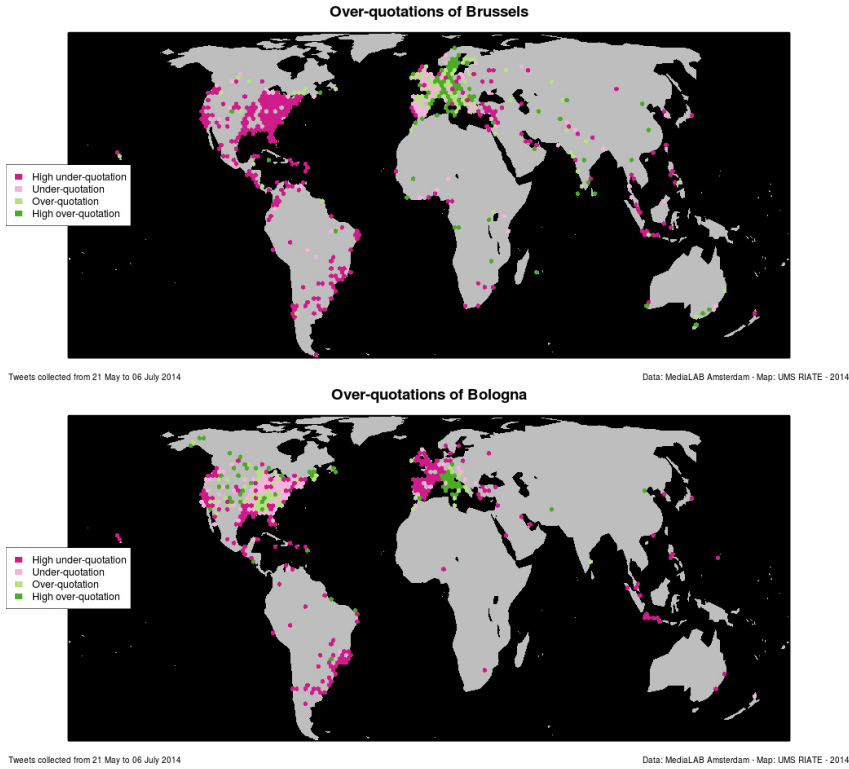 Over-quotations of Brussels
High under-quotation
Under-quotation
Over-quotation
High over-quotation
Tweets collected from 21 May to 06 July 2014
Data: MediaLAB Amsterdam - Map: UMS RIATE - 2014
Over-quotations of Bologna
High under-quotation
Under-quotation
Over-quotation
High over-quotation
Tweets collected from 21 May to 06 July 2014
Data: MediaLAB Amsterdam - Map: UMS RIATE - 2014